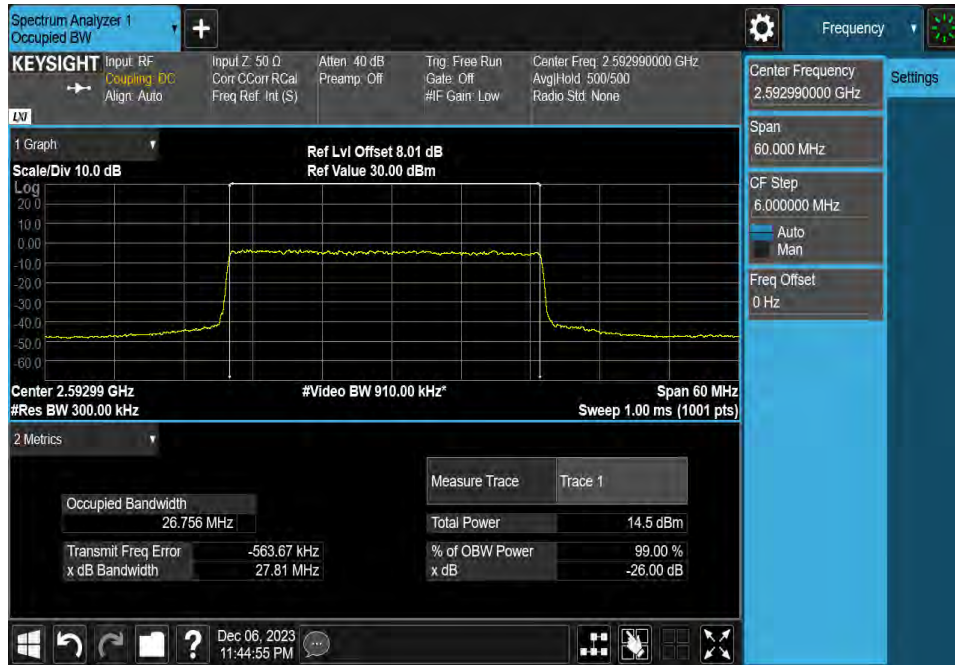 Spectrum Analyzer 1
Occupied BW
+
Frequency
KEYSIGHT
Input: RF
Coupling: DC
Align: Auto
Input Z: 50 Ω
Corr CCorr RCal
Freq Ref: Int (S)
Atten: 40 dB
Preamp: Off
Trig: Free Run
Gate: Off
#IF Gain: Low
Center Freq: 2.592990000 GHz
Avg|Hold: 500/500
Radio Std: None
LXI
Center Frequency
2.592990000 GHz
Settings
Span
60.000 MHz
CF Step
6.000000 MHz
Auto
Man
Freq Offset
0 Hz
1 Graph
Scale/Div 10.0 dB
Ref Lvl Offset 8.01 dB
Ref Value 30.00 dBm
Log
20.0
10.0
0.00
-10.0
-20.0
-30.0
-40.0
-50.0
-60.0
Center 2.59299 GHz
#Video BW 910.00 kHz*
Span 60 MHz
#Res BW 300.00 kHz
Sweep 1.00 ms (1001 pts)
2 Metrics
Measure Trace
Trace 1
Occupied Bandwidth
26.756 MHz
Total Power
14.5 dBm
Transmit Freq Error
-563.67 kHz
% of OBW Power
99.00 %
x dB Bandwidth
27.81 MHz
x dB
-26.00 dB
?
Dec 06, 2023
11:44:55 PM